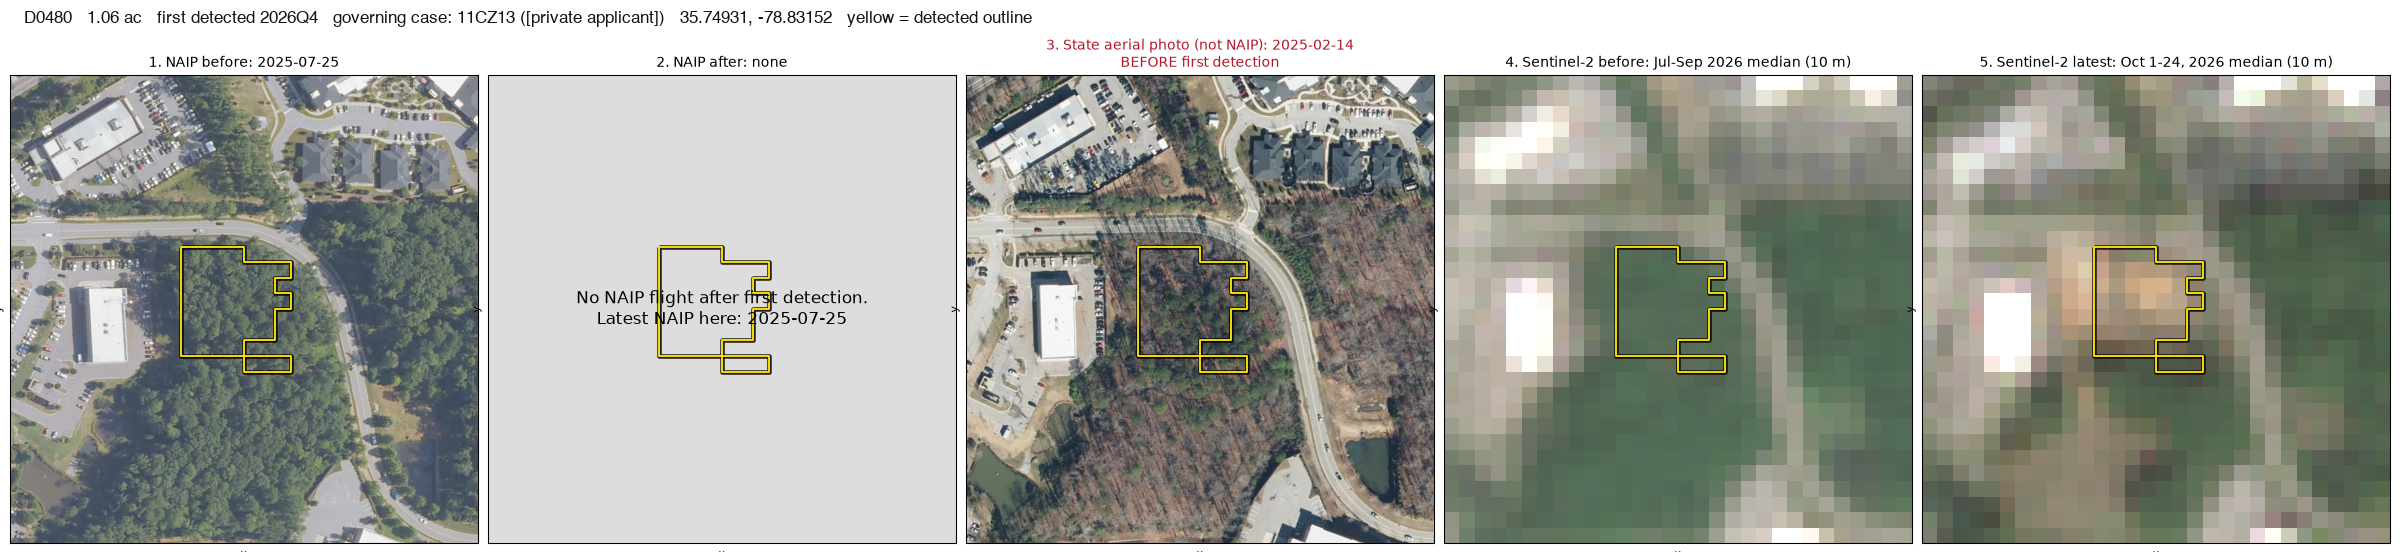 D0480 1.06 ac first detected 2026Q4 governing case: 11CZ13 ([private applicant]) 35.74931, -78.83152 yellow = detected outline
1. NAIP before: 2025-07-25
2. NAIP after: none
3. State aerial photo (not NAIP): 2025-02-14
BEFORE first detection
4. Sentinel-2 before: Jul-Sep 2026 median (10 m)
5. Sentinel-2 latest: Oct 1-24, 2026 median (10 m)
No NAIP flight after first detection.
Latest NAIP here: 2025-07-25